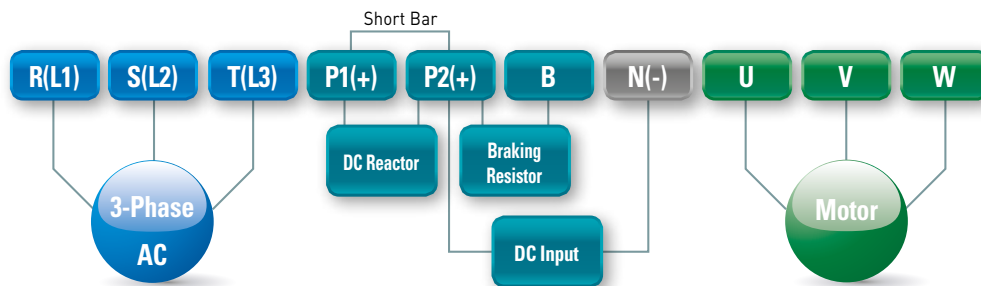 Short Bar
R(L1) S(L2) T(L3) P1(+) P2(+) B N(-) U V W
DC Reactor
Braking
Resistor
3-Phase
AC
Motor
DC Input